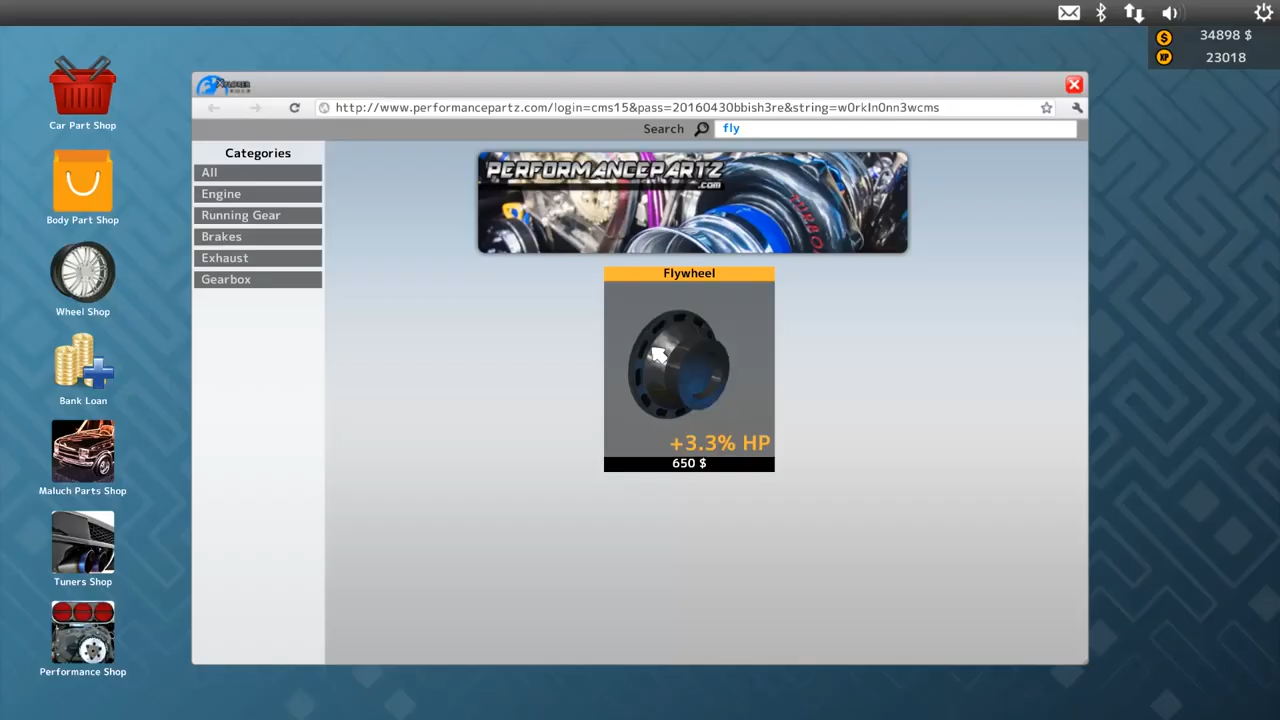 34898 $
XP 23018
Car Part Shop
Body Part Shop
Wheel Shop
Bank Loan
Maluch Parts Shop
Tuners Shop
Performance Shop
http://www.performancepartz.com/login=cms15&pass=20160430bbish3re&string=w0rkIn0nn3wcms
Search fly
Categories
All
Engine
Running Gear
Brakes
Exhaust
Gearbox
PERFORMANCEPARTZ
.com
TURBO
Flywheel
+3.3% HP
650 $